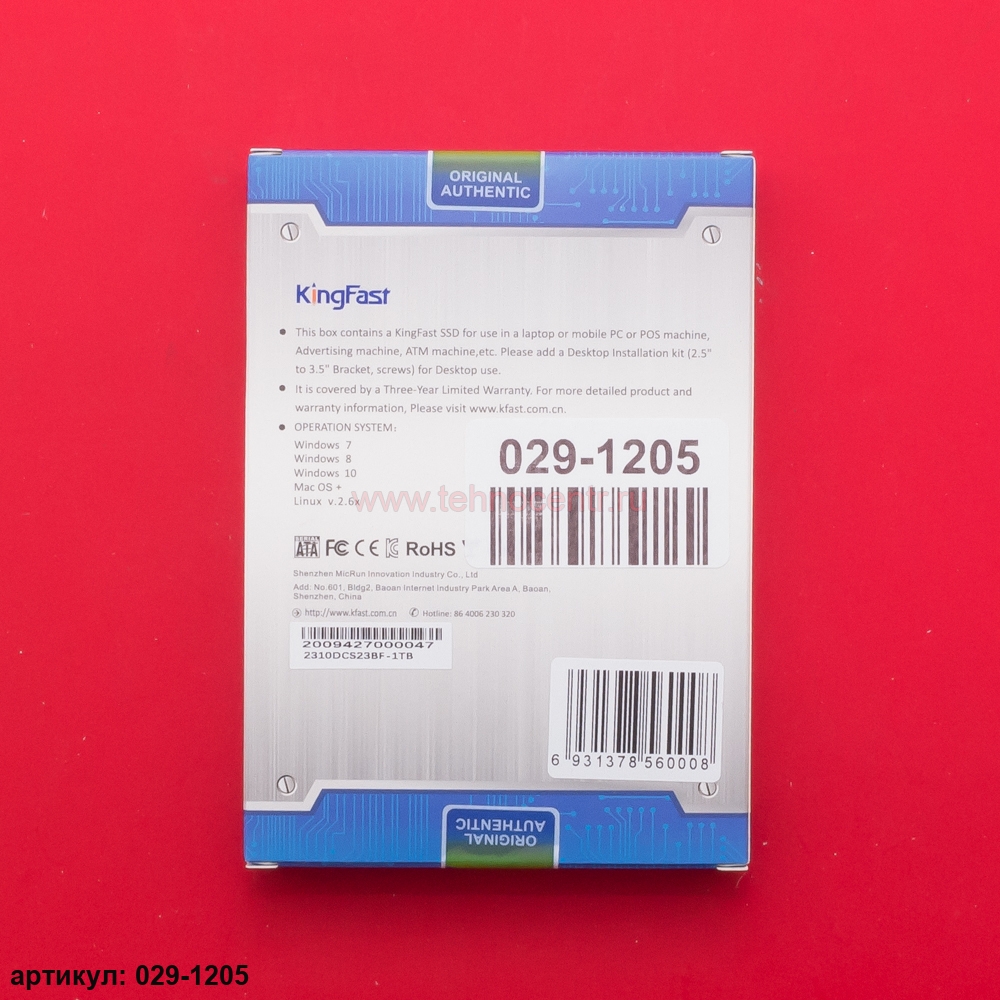 ORIGINAL
AUTHENTIC
KingFast
This box contains a KingFast SSD for use in a laptop or mobile PC or POS machine,
Advertising machine, ATM machine,etc. Please add a Desktop Installation kit (2.5"
to 3.5" Bracket, screws) for Desktop use.
It is covered by a Three-Year Limited Warranty. For more detailed product and
warranty information, Please visit www.kfast.com.cn.
OPERATION SYSTEM:
Windows 7
Windows 8
Windows 10
Mac OS +
Linux v.2.6x
029-1205
www.tehnocentr.ru
SERIAL
ATA FC CE RoHS
Shenzhen MicRun Innovation Industry Co., Ltd
Add: No.601, Bldg2, Baoan Internet Industry Park Area A, Baoan,
Shenzhen, China
http://www.kfast.com.cn Hotline: 86 4006 230 320
2009427000047
2310DCS23BF-1TB
6 931378 560008
ORIGINAL
AUTHENTIC
артикул: 029-1205